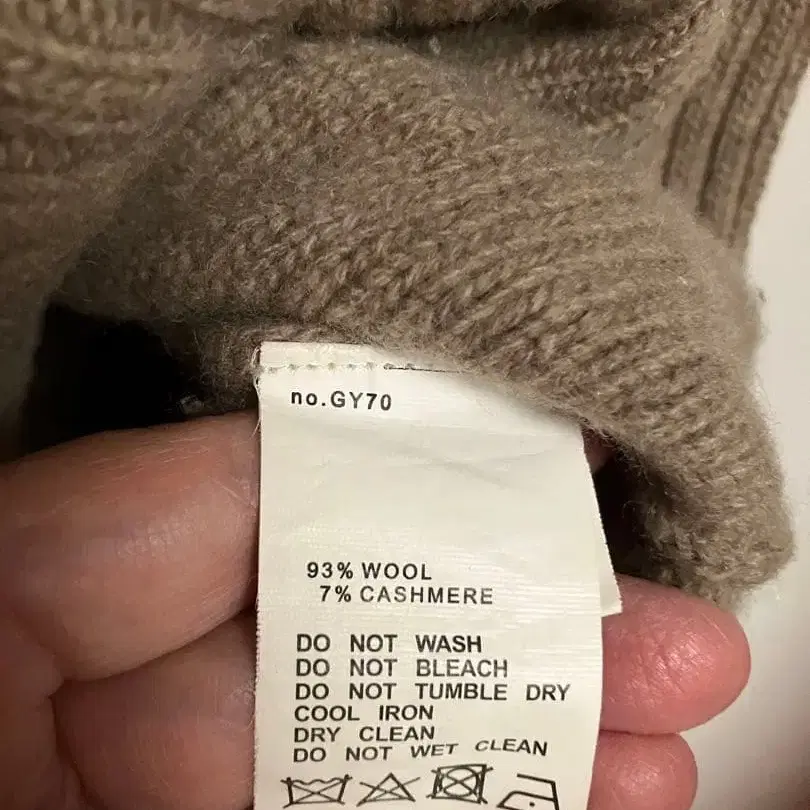 no.GY70
93% WOOL
7% CASHMERE
DO NOT WASH
DO NOT BLEACH
DO NOT TUMBLE DRY
COOL IRON
DRY CLEAN
DO NOT WET CLEAN